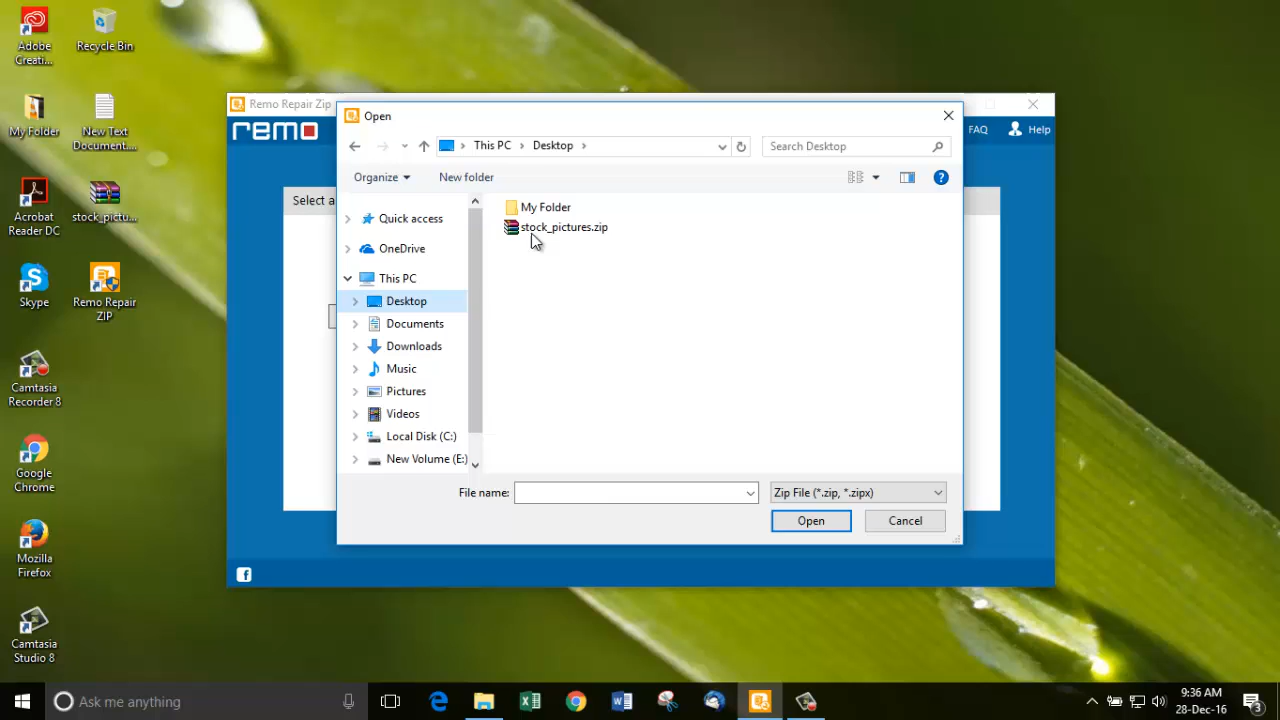 Adobe
Creati...
Recycle Bin
My Folder
New Text
Document....
Acrobat
Reader DC
stock_pictu...
Skype
Remo Repair
ZIP
Camtasia
Recorder 8
Google
Chrome
Mozilla
Firefox
Camtasia
Studio 8
Remo Repair Zip
remo
FAQ
Help
Select a
Open
This PC
Desktop
Search Desktop
Organize
New folder
Quick access
OneDrive
This PC
Desktop
Documents
Downloads
Music
Pictures
Videos
Local Disk (C:)
New Volume (E:)
My Folder
stock_pictures.zip
File name:
Zip File (*.zip, *.zipx)
Open
Cancel
Ask me anything
9:36 AM
28-Dec-16
3